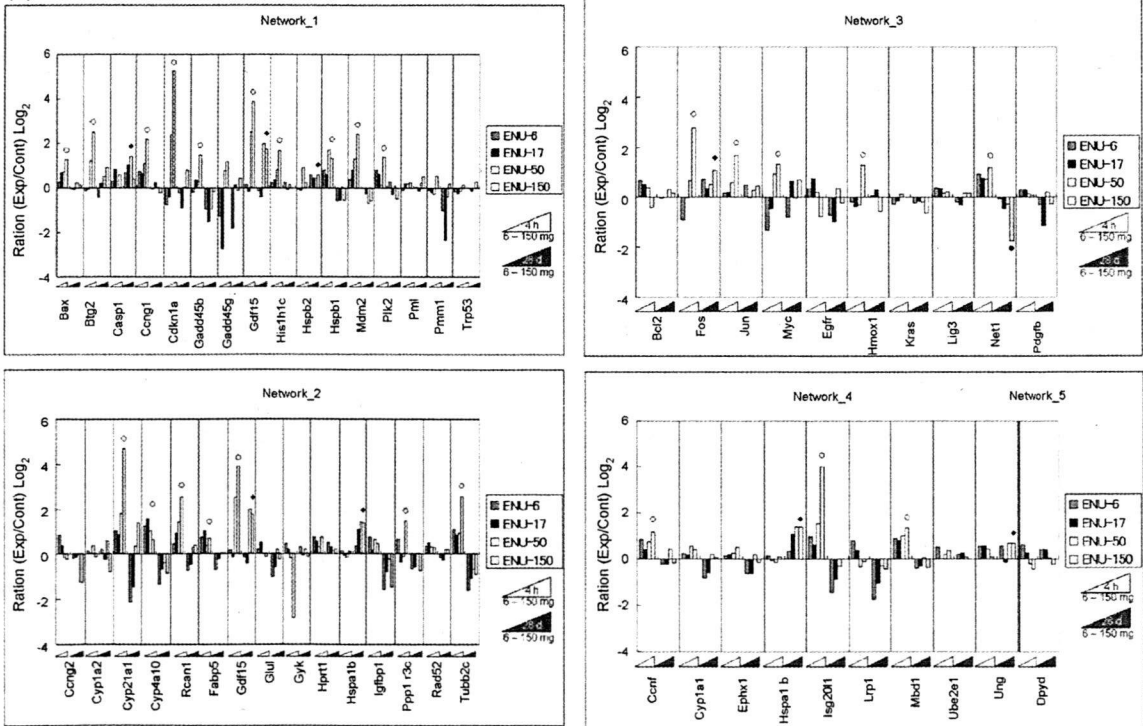 Network_1
Ration (Exp/Cont) Log2
6
4
2
0
-2
-4
Bax
Btg2
Casp1
Ccng1
Cdkn1a
Gadd45b
Gadd45g
Gdf15
His1h1c
Hspb2
Hspb1
Mdm2
Plk2
Pml
Pmm1
Trp53
ENU-6
ENU-17
ENU-50
ENU-150
4 h
6 – 150 mg
28 d
6 – 150 mg
Network_3
Ration (Exp/Cont) Log2
6
4
2
0
-2
-4
Bcl2
Fos
Jun
Myc
Egfr
Hmox1
Kras
Lig3
Net1
Pdgfb
ENU-6
ENU-17
ENU-50
ENU-150
4 h
6 – 150 mg
28 d
6 – 150 mg
Network_2
Ration (Exp/Cont) Log2
6
4
2
0
-2
-4
Ccng2
Cyp1a2
Cyp21a1
Cyp4a10
Rcan1
Fabp5
Gdf15
Glul
Gyk
Hprt1
Hspa1b
Igfbp1
Ppp1 r3c
Rad52
Tubb2c
ENU-6
ENU-17
ENU-50
ENU-150
4 h
6 – 150 mg
28 d
6 – 150 mg
Network_4
Network_5
Ration (Exp/Cont) Log2
6
4
2
0
-2
-4
Ccnf
Cyp1a1
Ephx1
Hspa1 b
Isg20l1
Lrp1
Mbd1
Ube2e1
Ung
Dpyd
ENU-6
ENU-17
ENU-50
ENU-150
4 h
6 – 150 mg
28 d
6 – 150 mg